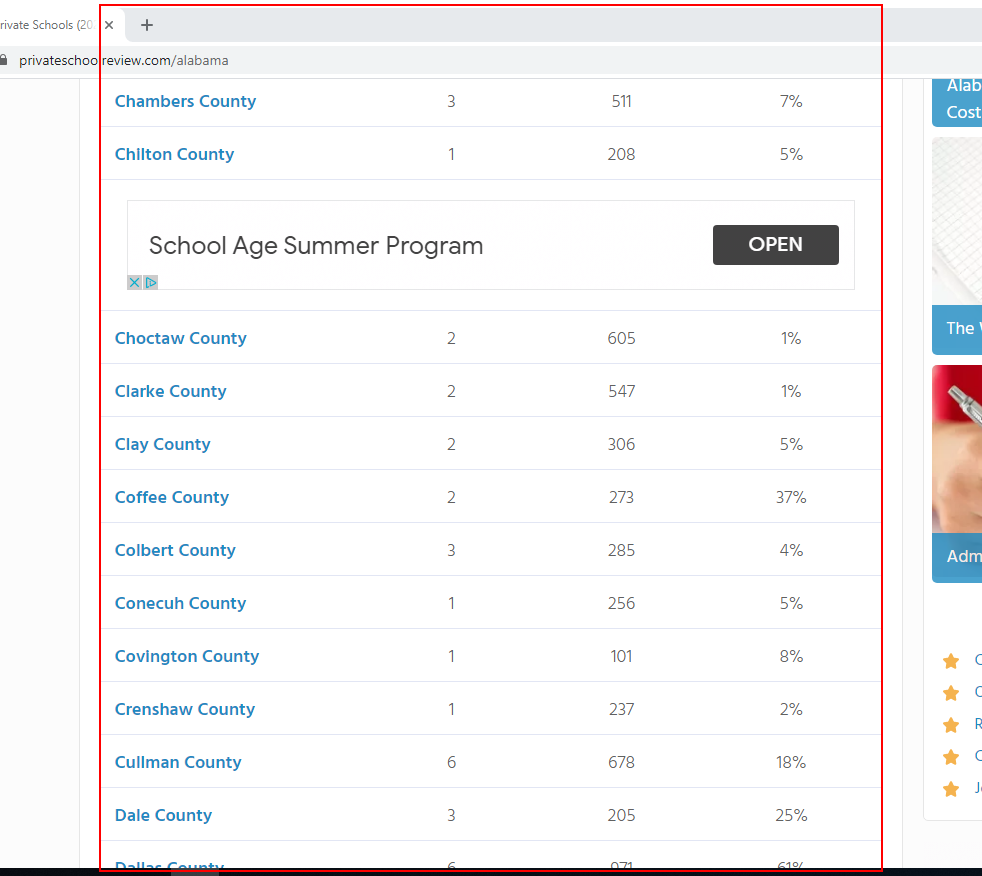 rivate Schools (20
privateschoolreview.com/alabama
Chambers County 3 511 7%
Chilton County 1 208 5%
School Age Summer Program OPEN
Choctaw County 2 605 1%
Clarke County 2 547 1%
Clay County 2 306 5%
Coffee County 2 273 37%
Colbert County 3 285 4%
Conecuh County 1 256 5%
Covington County 1 101 8%
Crenshaw County 1 237 2%
Cullman County 6 678 18%
Dale County 3 205 25%
Dallas County 6 971 61%
Alab
Cost
The
Adm